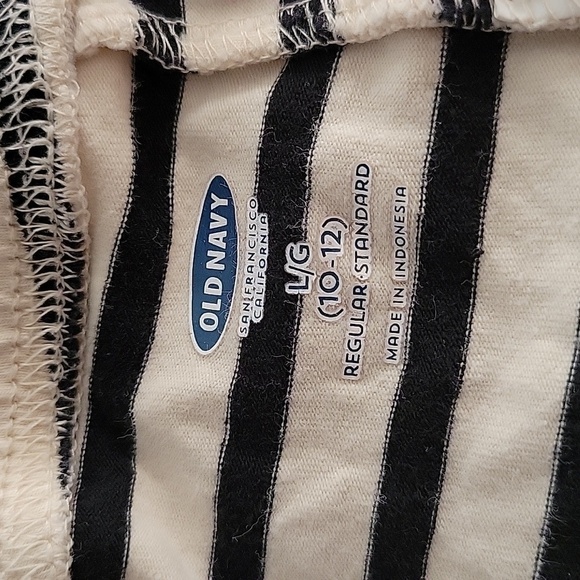 OLD NAVY
SAN FRANCISCO
CALIFORNIA
L/G
(10-12)
REGULAR·STANDARD
MADE IN INDONESIA